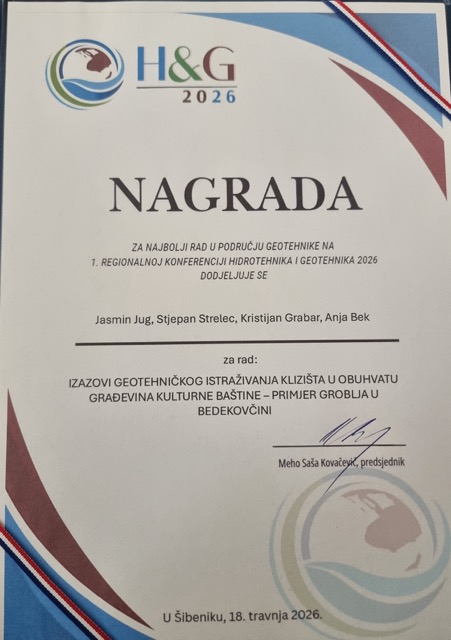 H&G
2026
NAGRADA
ZA NAJBOLJI RAD U PODRUČJU GEOTEHNIKE NA
1. REGIONALNOJ KONFERENCIJI HIDROTEHNIKA I GEOTEHNIKA 2026
DODJELJUJE SE
Jasmin Jug, Stjepan Strelec, Kristijan Grabar, Anja Bek
za rad:
IZAZOVI GEOTEHNIČKOG ISTRAŽIVANJA KLIZIŠTA U OBUHVATU
GRAĐEVINA KULTURNE BAŠTINE – PRIMJER GROBLJA U
BEDEKOVČINI
Meho Saša Kovačević, predsjednik
U Šibeniku, 18. travnja 2026.